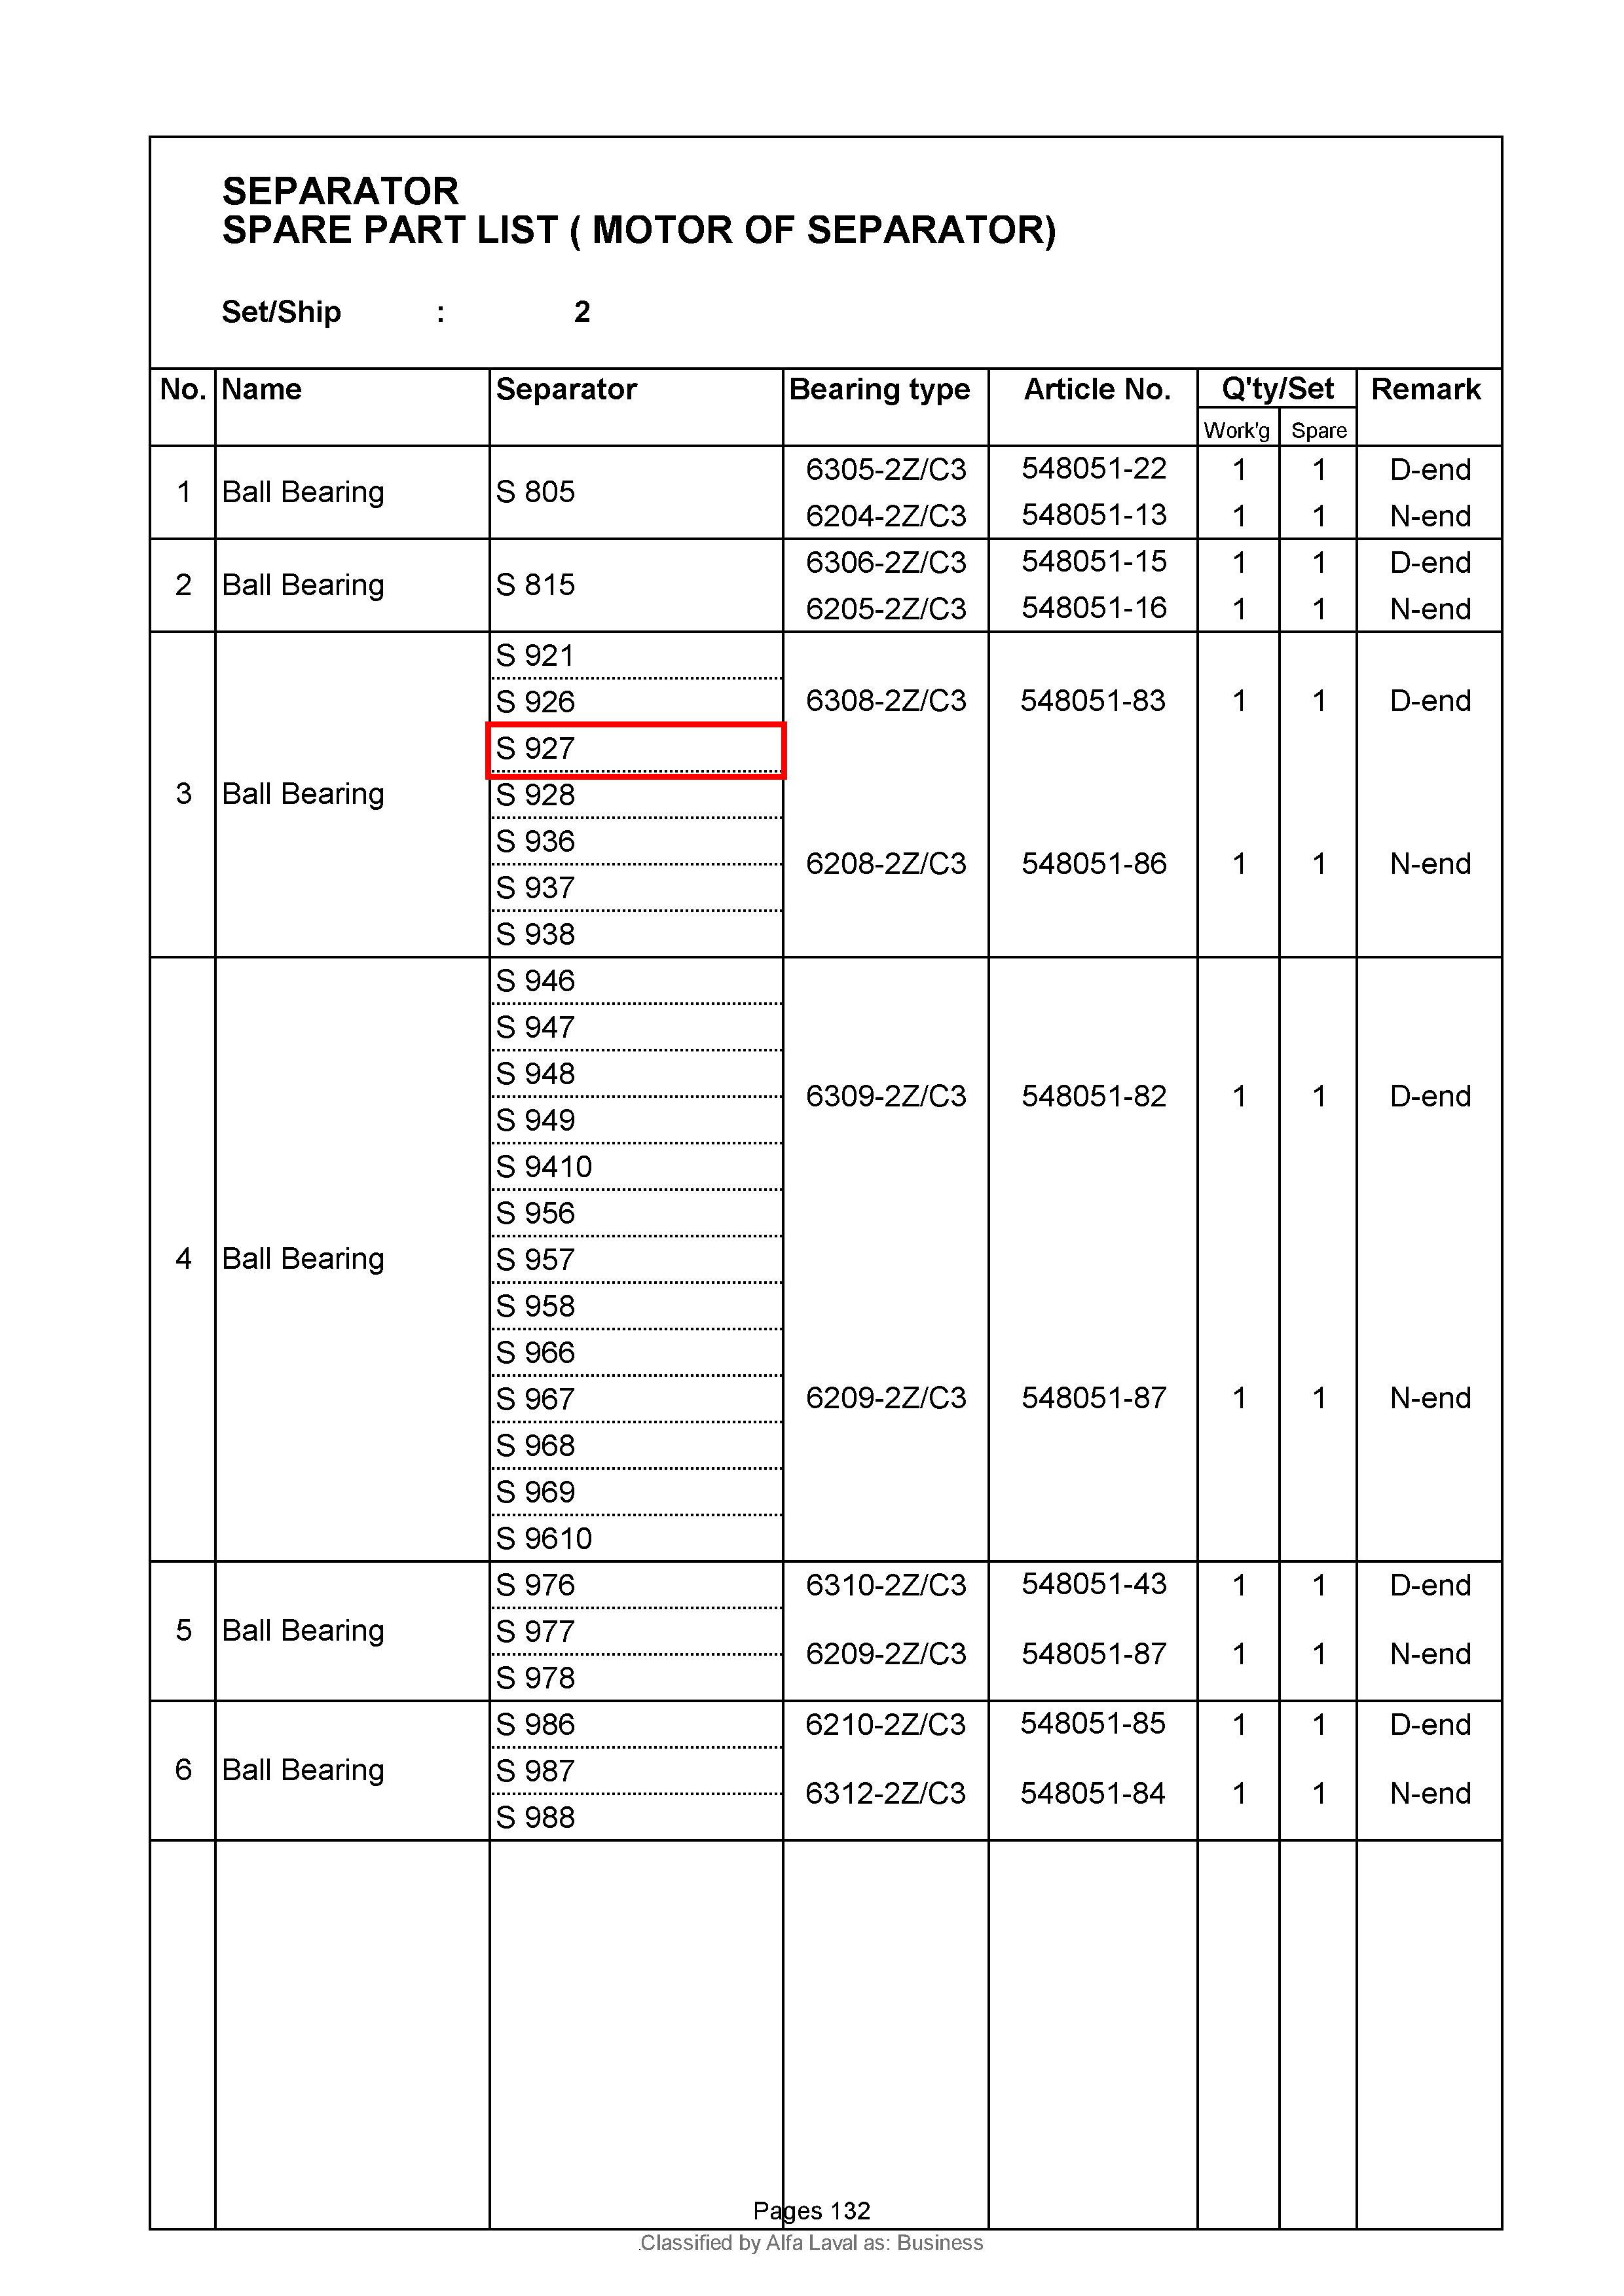 SEPARATOR
SPARE PART LIST ( MOTOR OF SEPARATOR)
Set/Ship : 2
No. Name Separator Bearing type Article No. Q'ty/Set Remark
Work'g Spare
1 Ball Bearing S 805
6305-2Z/C3 548051-22 1 1 D-end
6204-2Z/C3 548051-13 1 1 N-end
2 Ball Bearing S 815
6306-2Z/C3 548051-15 1 1 D-end
6205-2Z/C3 548051-16 1 1 N-end
3 Ball Bearing
S 921
S 926 6308-2Z/C3 548051-83 1 1 D-end
S 927
S 928
S 936
6208-2Z/C3 548051-86 1 1 N-end
S 937
S 938
4 Ball Bearing
S 946
S 947
S 948
6309-2Z/C3 548051-82 1 1 D-end
S 949
S 9410
S 956
S 957
S 958
S 966
S 967 6209-2Z/C3 548051-87 1 1 N-end
S 968
S 969
S 9610
5 Ball Bearing
S 976 6310-2Z/C3 548051-43 1 1 D-end
S 977
6209-2Z/C3 548051-87 1 1 N-end
S 978
6 Ball Bearing
S 986 6210-2Z/C3 548051-85 1 1 D-end
S 987
6312-2Z/C3 548051-84 1 1 N-end
S 988
Pages 132
.Classified by Alfa Laval as: Business